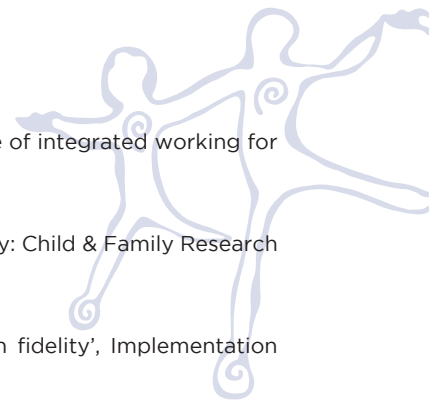 of integrated working for
y: Child & Family Research
fidelity’, Implementation